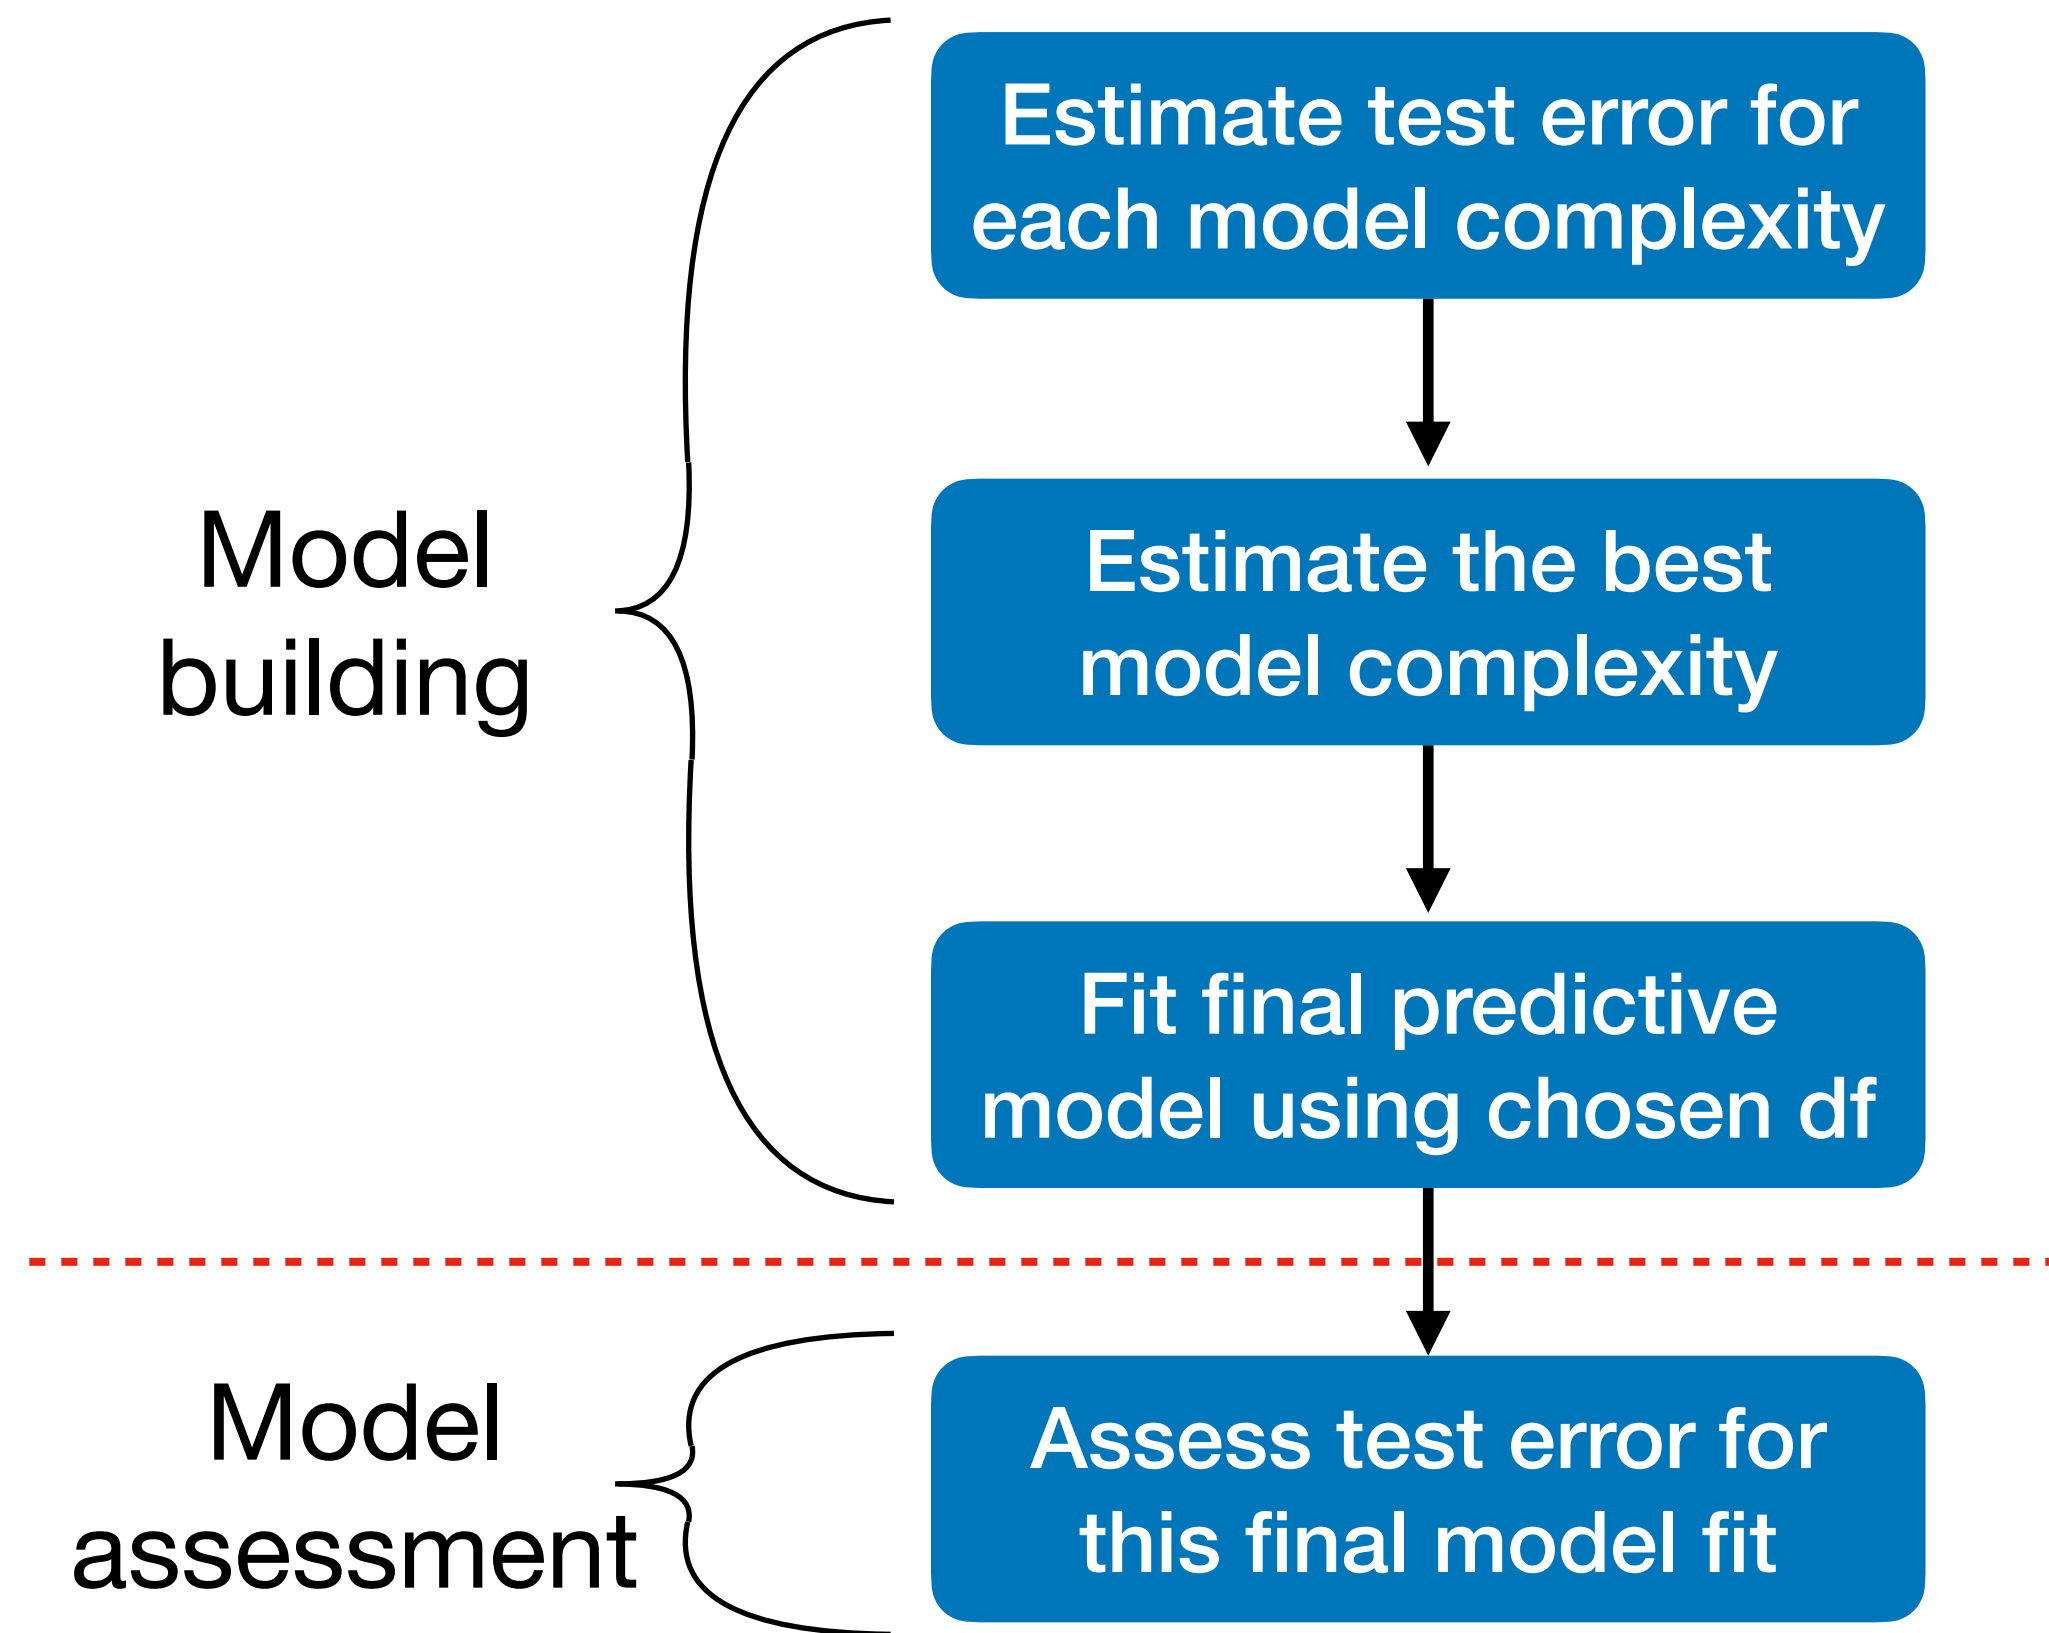 Estimate test error for
each model complexity
Model
building
Estimate the best
model complexity
Fit final predictive
model using chosen df
Model
assessment
Assess test error for
this final model fit